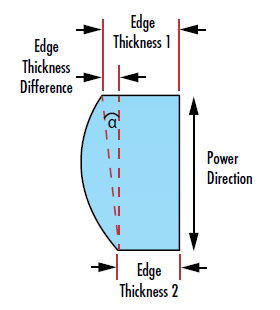 Edge
Thickness 1
Edge
Thickness
Difference
α
Power
Direction
Edge
Thickness 2